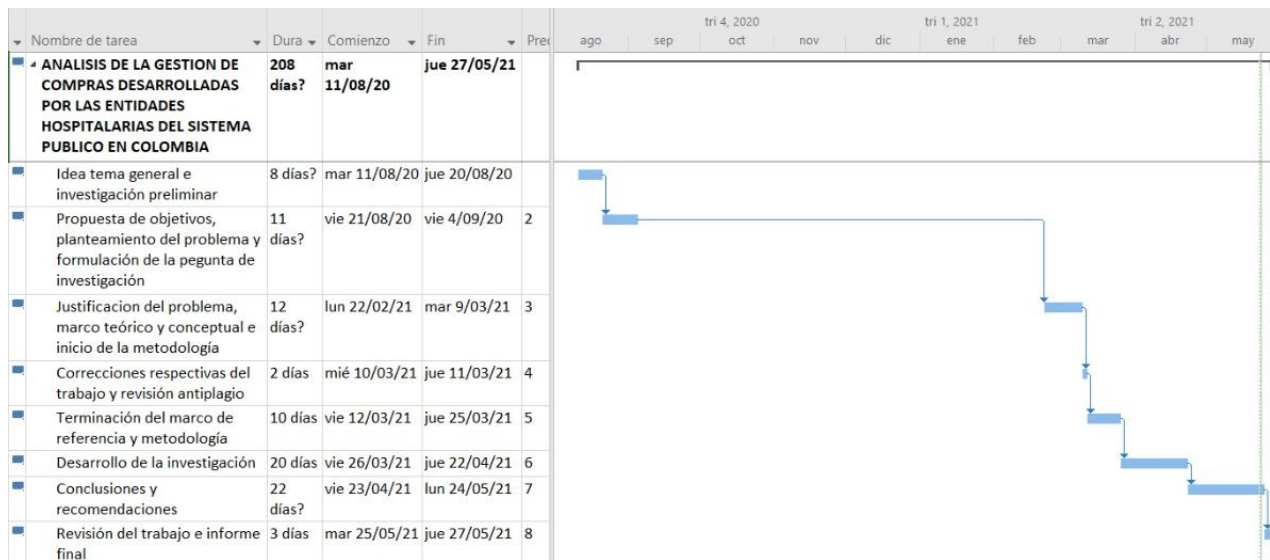 tri 4, 2020 tri 1, 2021 tri 2, 2021
Nombre de tarea Dura Comienzo Fin Pred ago sep oct nov dic ene feb mar abr may
ANALISIS DE LA GESTION DE 208 mar jue 27/05/21
COMPRAS DESARROLLADAS días? 11/08/20
POR LAS ENTIDADES
HOSPITALARIAS DEL SISTEMA
PUBLICO EN COLOMBIA
Idea tema general e 8 días? mar 11/08/20 jue 20/08/20
investigación preliminar
Propuesta de objetivos, 11 vie 21/08/20 vie 4/09/20 2
planteamiento del problema y días?
formulación de la pegunta de
investigación
Justificacion del problema, 12 lun 22/02/21 mar 9/03/21 3
marco teórico y conceptual e días?
inicio de la metodología
Correcciones respectivas del 2 días mié 10/03/21 jue 11/03/21 4
trabajo y revisión antiplagio
Terminación del marco de 10 días vie 12/03/21 jue 25/03/21 5
referencia y metodología
Desarrollo de la investigación 20 días vie 26/03/21 jue 22/04/21 6
Conclusiones y 22 vie 23/04/21 lun 24/05/21 7
recomendaciones días?
Revisión del trabajo e informe 3 días mar 25/05/21 jue 27/05/21 8
final